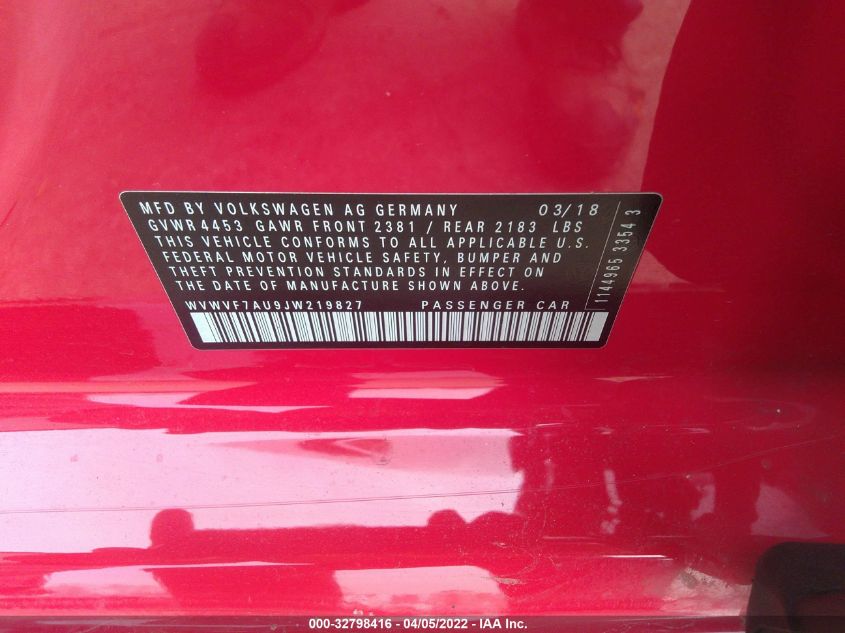 MFD BY VOLKSWAGEN AG GERMANY 03/18
GVWR 4453 GAWR FRONT 2381 / REAR 2183 LBS
THIS VEHICLE CONFORMS TO ALL APPLICABLE U.S.
FEDERAL MOTOR VEHICLE SAFETY, BUMPER AND
THEFT PREVENTION STANDARDS IN EFFECT ON
THE DATE OF MANUFACTURE SHOWN ABOVE.
WVWVF7AU9JW219827 PASSENGER CAR
1144965 3354 3
000-32798416 - 04/05/2022 - IAA Inc.